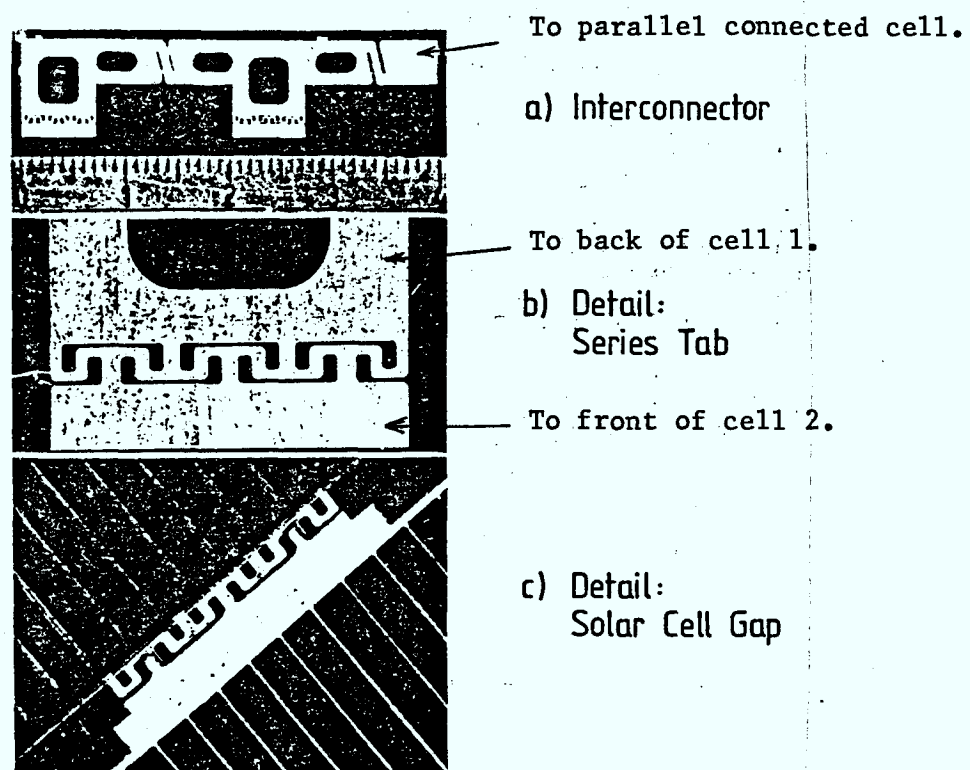 To parallel connected cell.
a) Interconnector
To back of cell 1.
b) Detail:
Series Tab
To front of cell 2.
c) Detail:
Solar Cell Gap